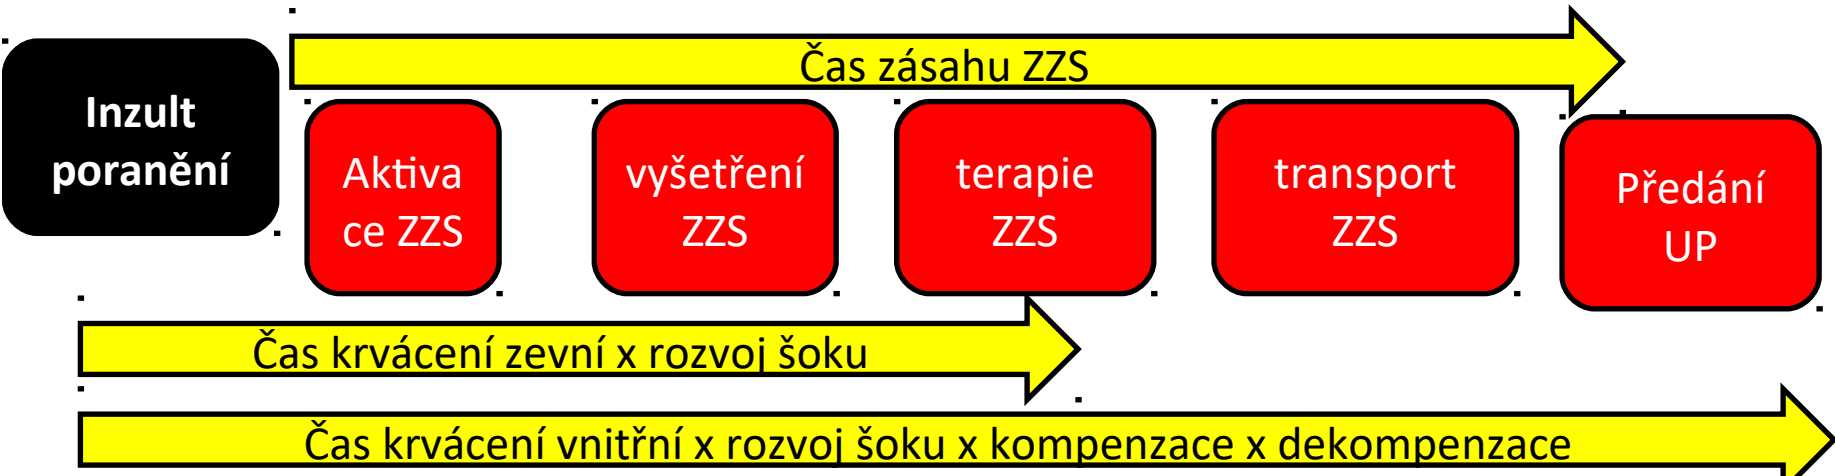 Čas zásahu ZZS
Inzult
poranění
Aktiva
ce ZZS
vyšetření
ZZS
terapie
ZZS
transport
ZZS
Předání
UP
Čas krvácení zevní x rozvoj šoku
Čas krvácení vnitřní x rozvoj šoku x kompenzace x dekompenzace